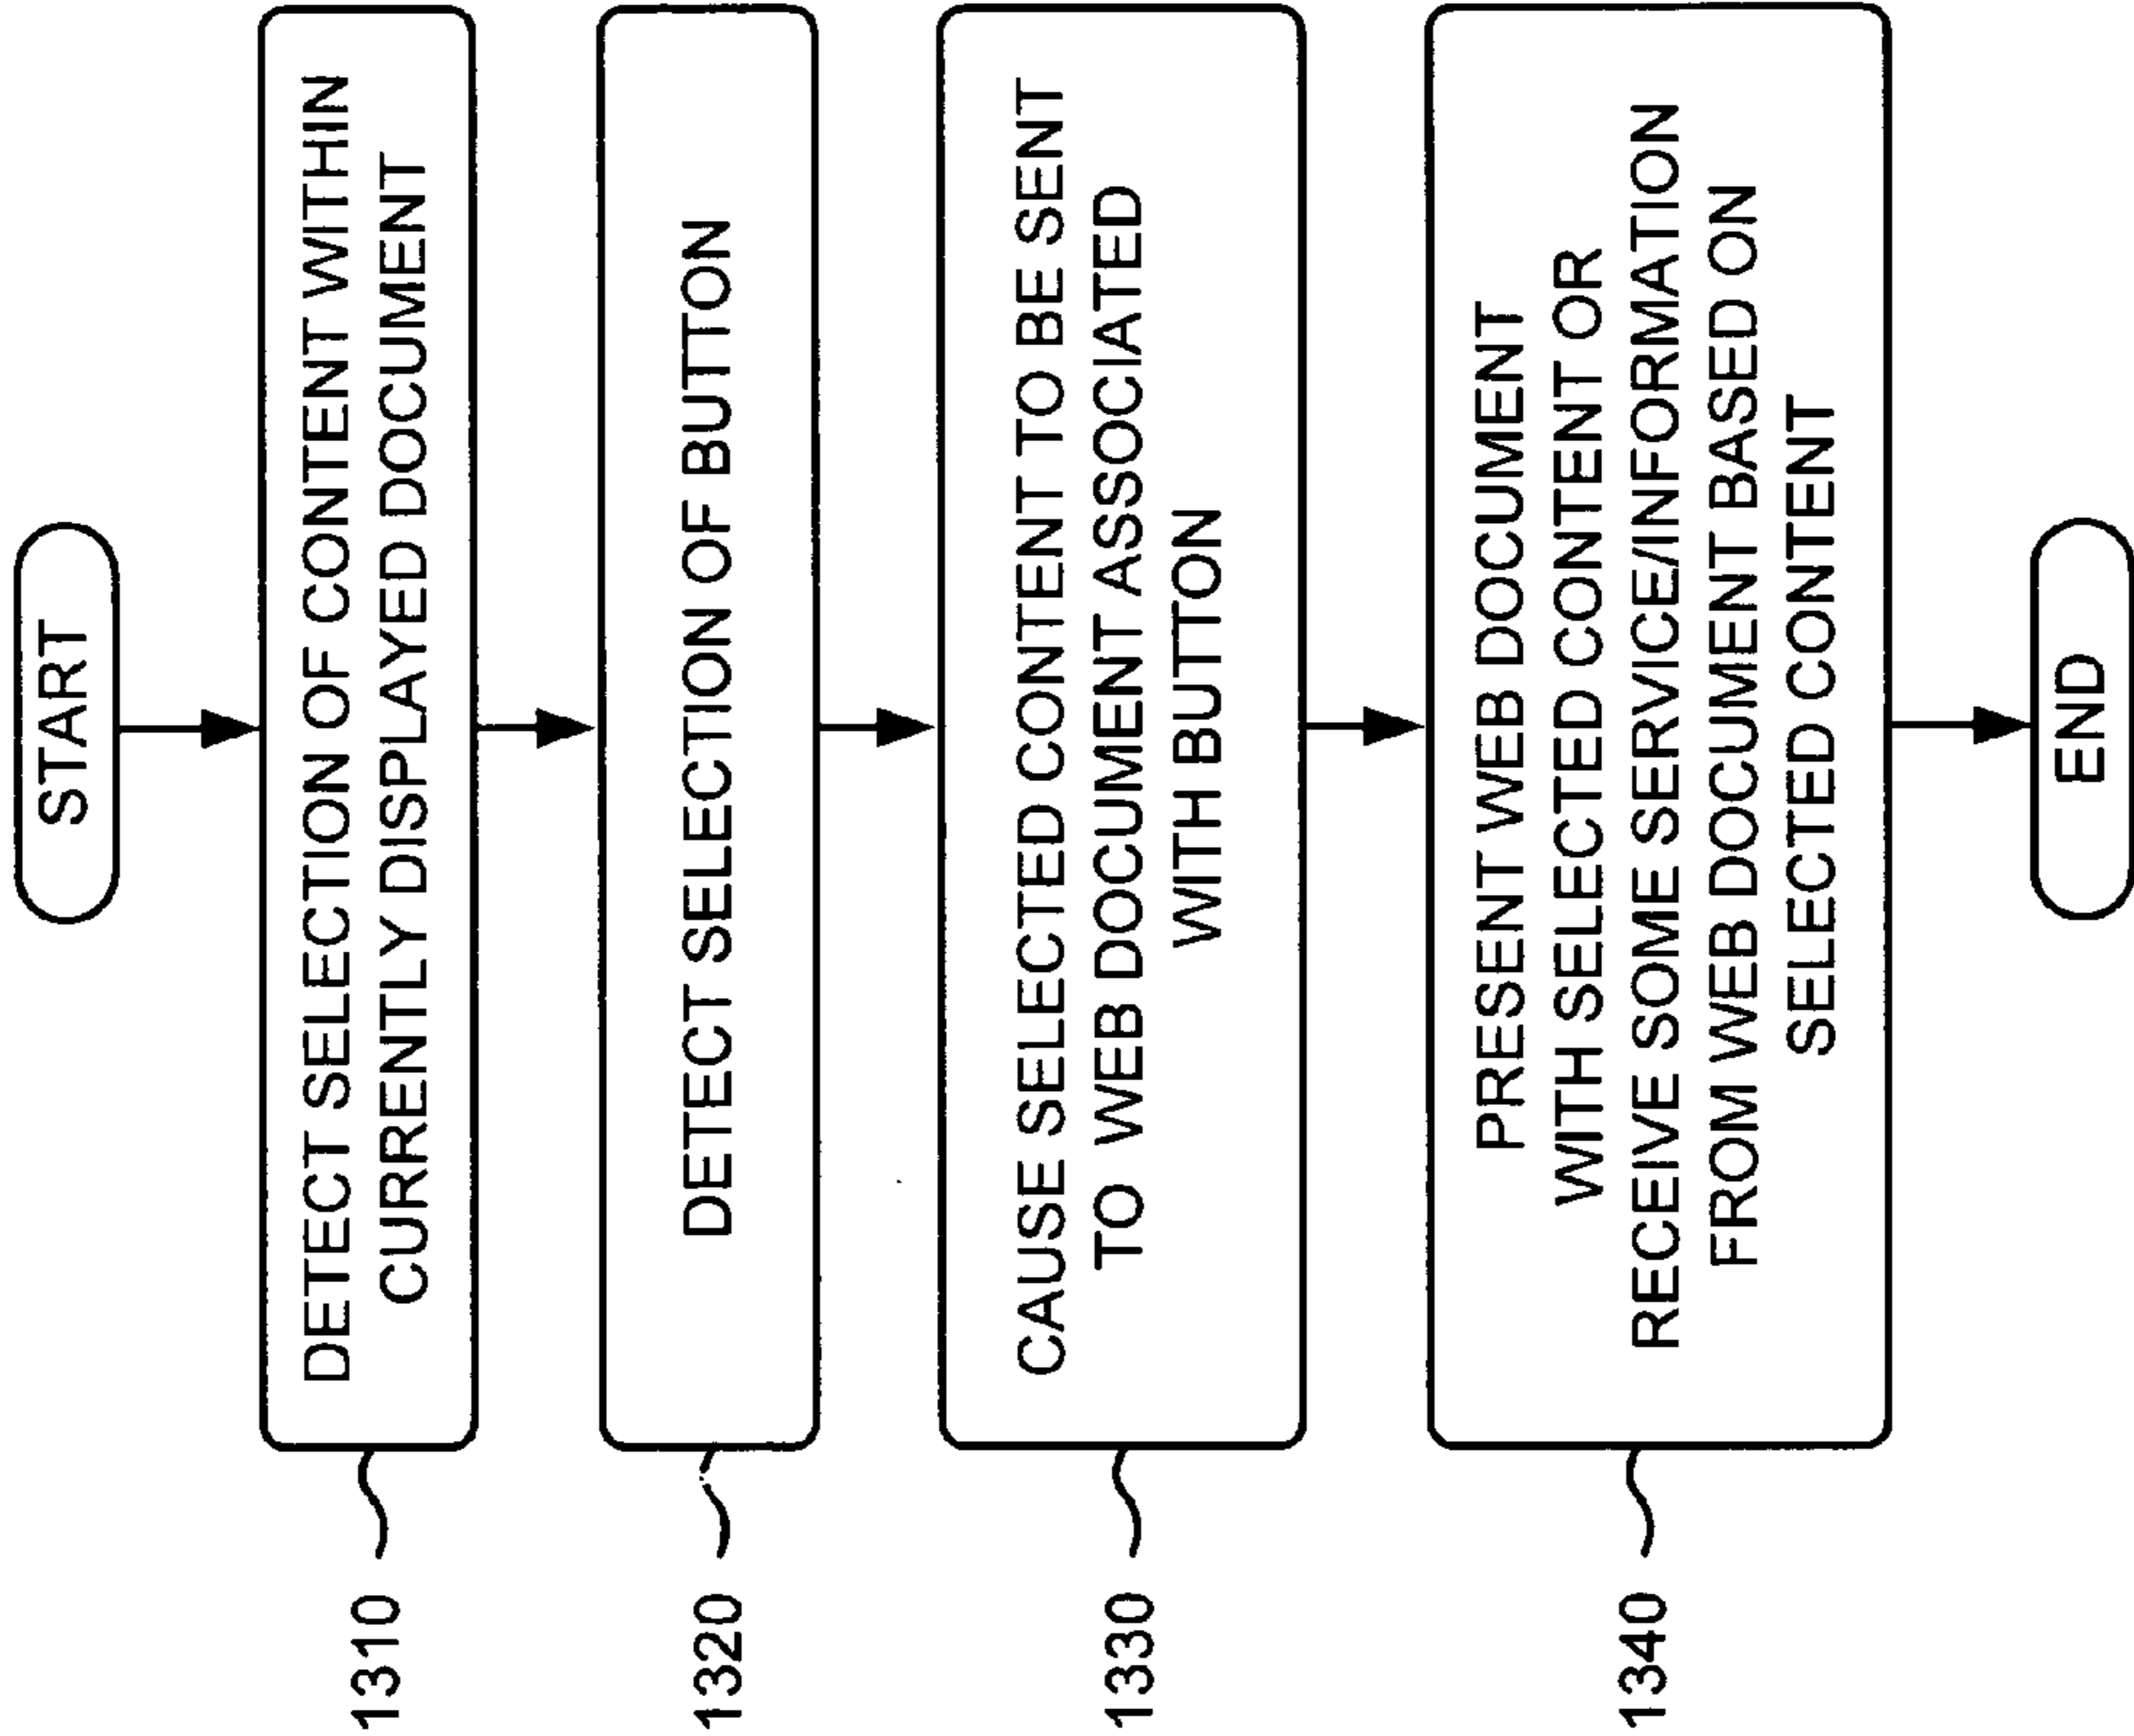 START
1310
DETECT SELECTION OF CONTENT WITHIN
CURRENTLY DISPLAYED DOCUMENT
1320
DETECT SELECTION OF BUTTON
1330
CAUSE SELECTED CONTENT TO BE SENT
TO WEB DOCUMENT ASSOCIATED
WITH BUTTON
1340
PRESENT WEB DOCUMENT
WITH SELECTED CONTENT OR
RECEIVE SOME SERVICE/INFORMATION
FROM WEB DOCUMENT BASED ON
SELECTED CONTENT
END